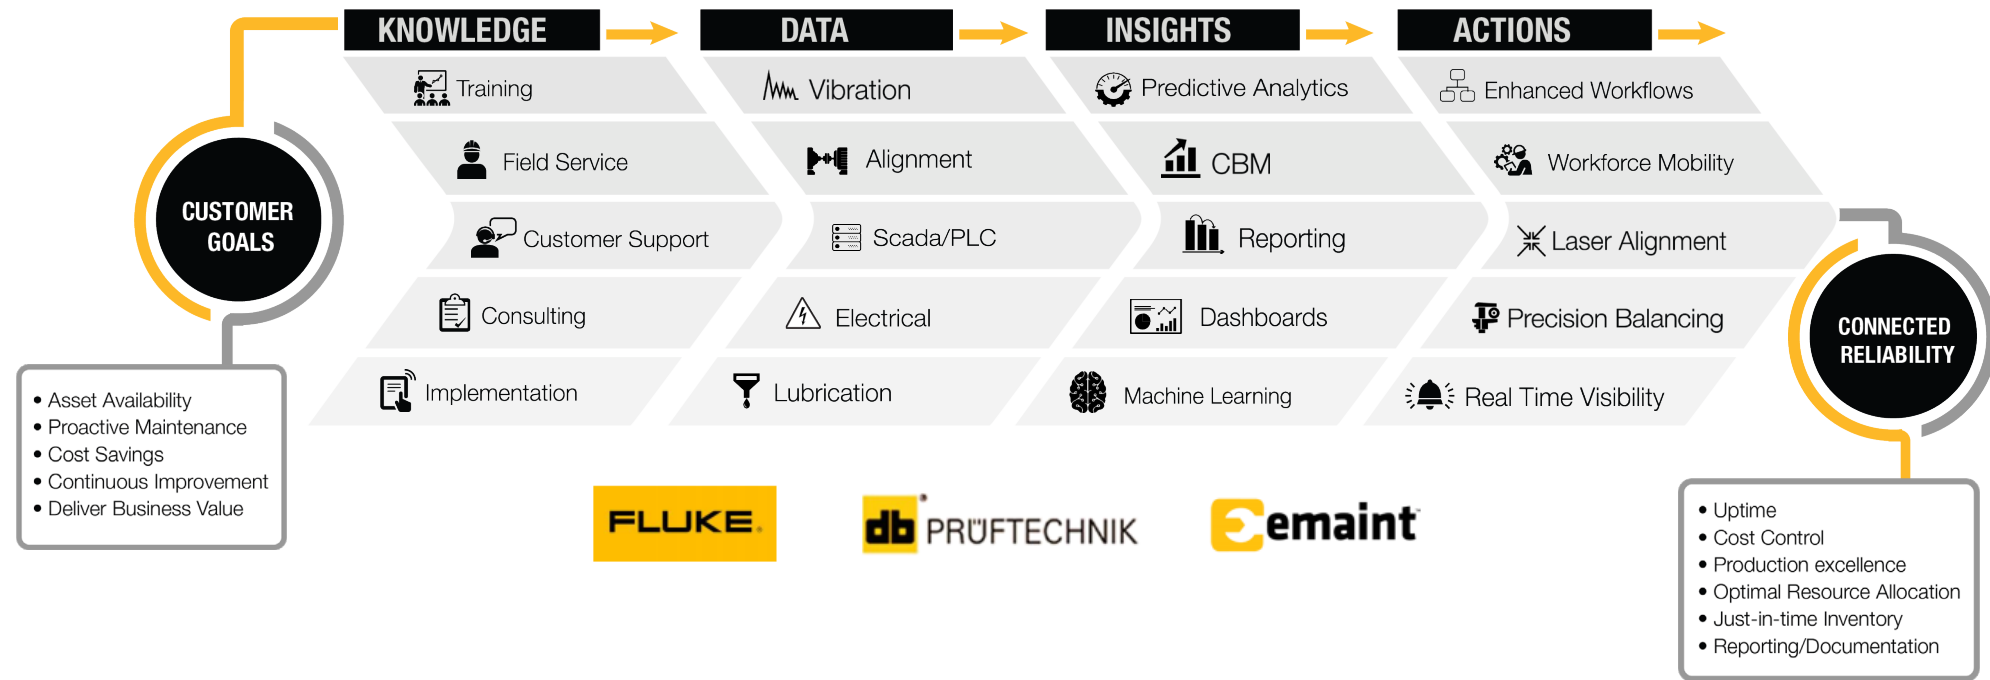 KNOWLEDGE
DATA
INSIGHTS
ACTIONS
Training
Vibration
Predictive Analytics
Enhanced Workflows
Field Service
Alignment
CBM
Workforce Mobility
CUSTOMER
GOALS
Customer Support
Scada/PLC
Reporting
Laser Alignment
Consulting
Electrical
Dashboards
Precision Balancing
CONNECTED
RELIABILITY
Implementation
Lubrication
Machine Learning
Real Time Visibility
• Asset Availability
• Proactive Maintenance
• Cost Savings
• Continuous Improvement
• Deliver Business Value
FLUKE®
db PRÜFTECHNIK
emaint™
• Uptime
• Cost Control
• Production excellence
• Optimal Resource Allocation
• Just-in-time Inventory
• Reporting/Documentation